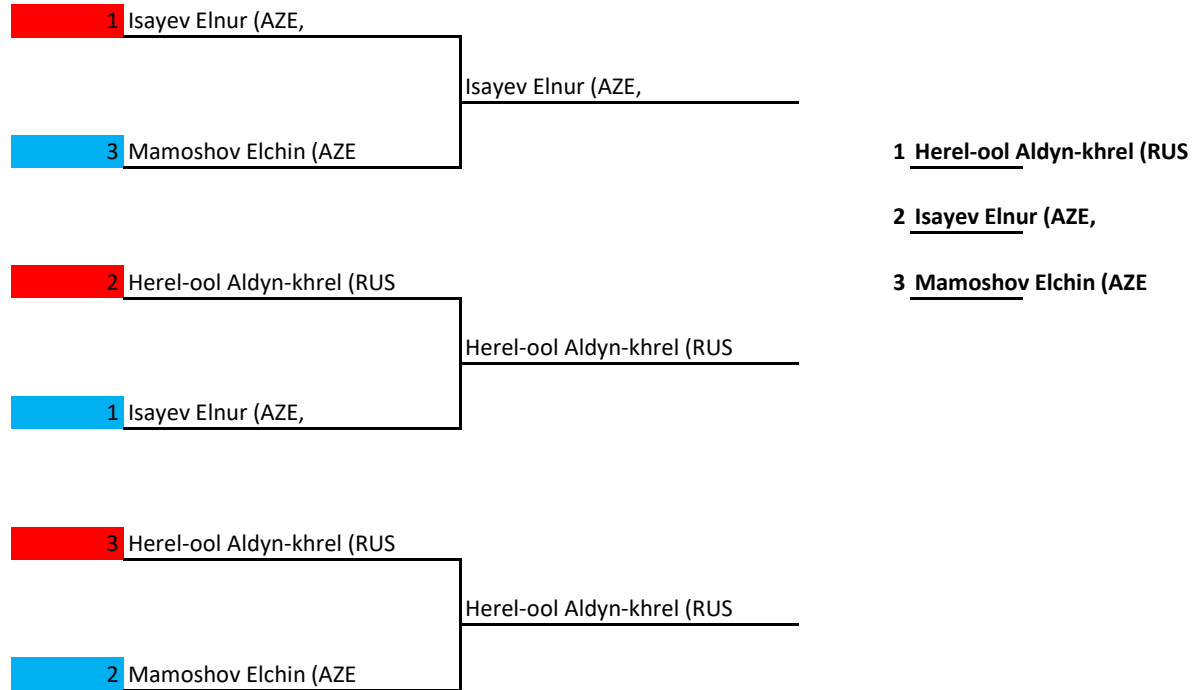 1 Isayev Elnur (AZE,
Isayev Elnur (AZE,
3 Mamoshov Elchin (AZE
1 Herel-ool Aldyn-khrel (RUS
2 Isayev Elnur (AZE,
2 Herel-ool Aldyn-khrel (RUS
3 Mamoshov Elchin (AZE
Herel-ool Aldyn-khrel (RUS
1 Isayev Elnur (AZE,
3 Herel-ool Aldyn-khrel (RUS
Herel-ool Aldyn-khrel (RUS
2 Mamoshov Elchin (AZE